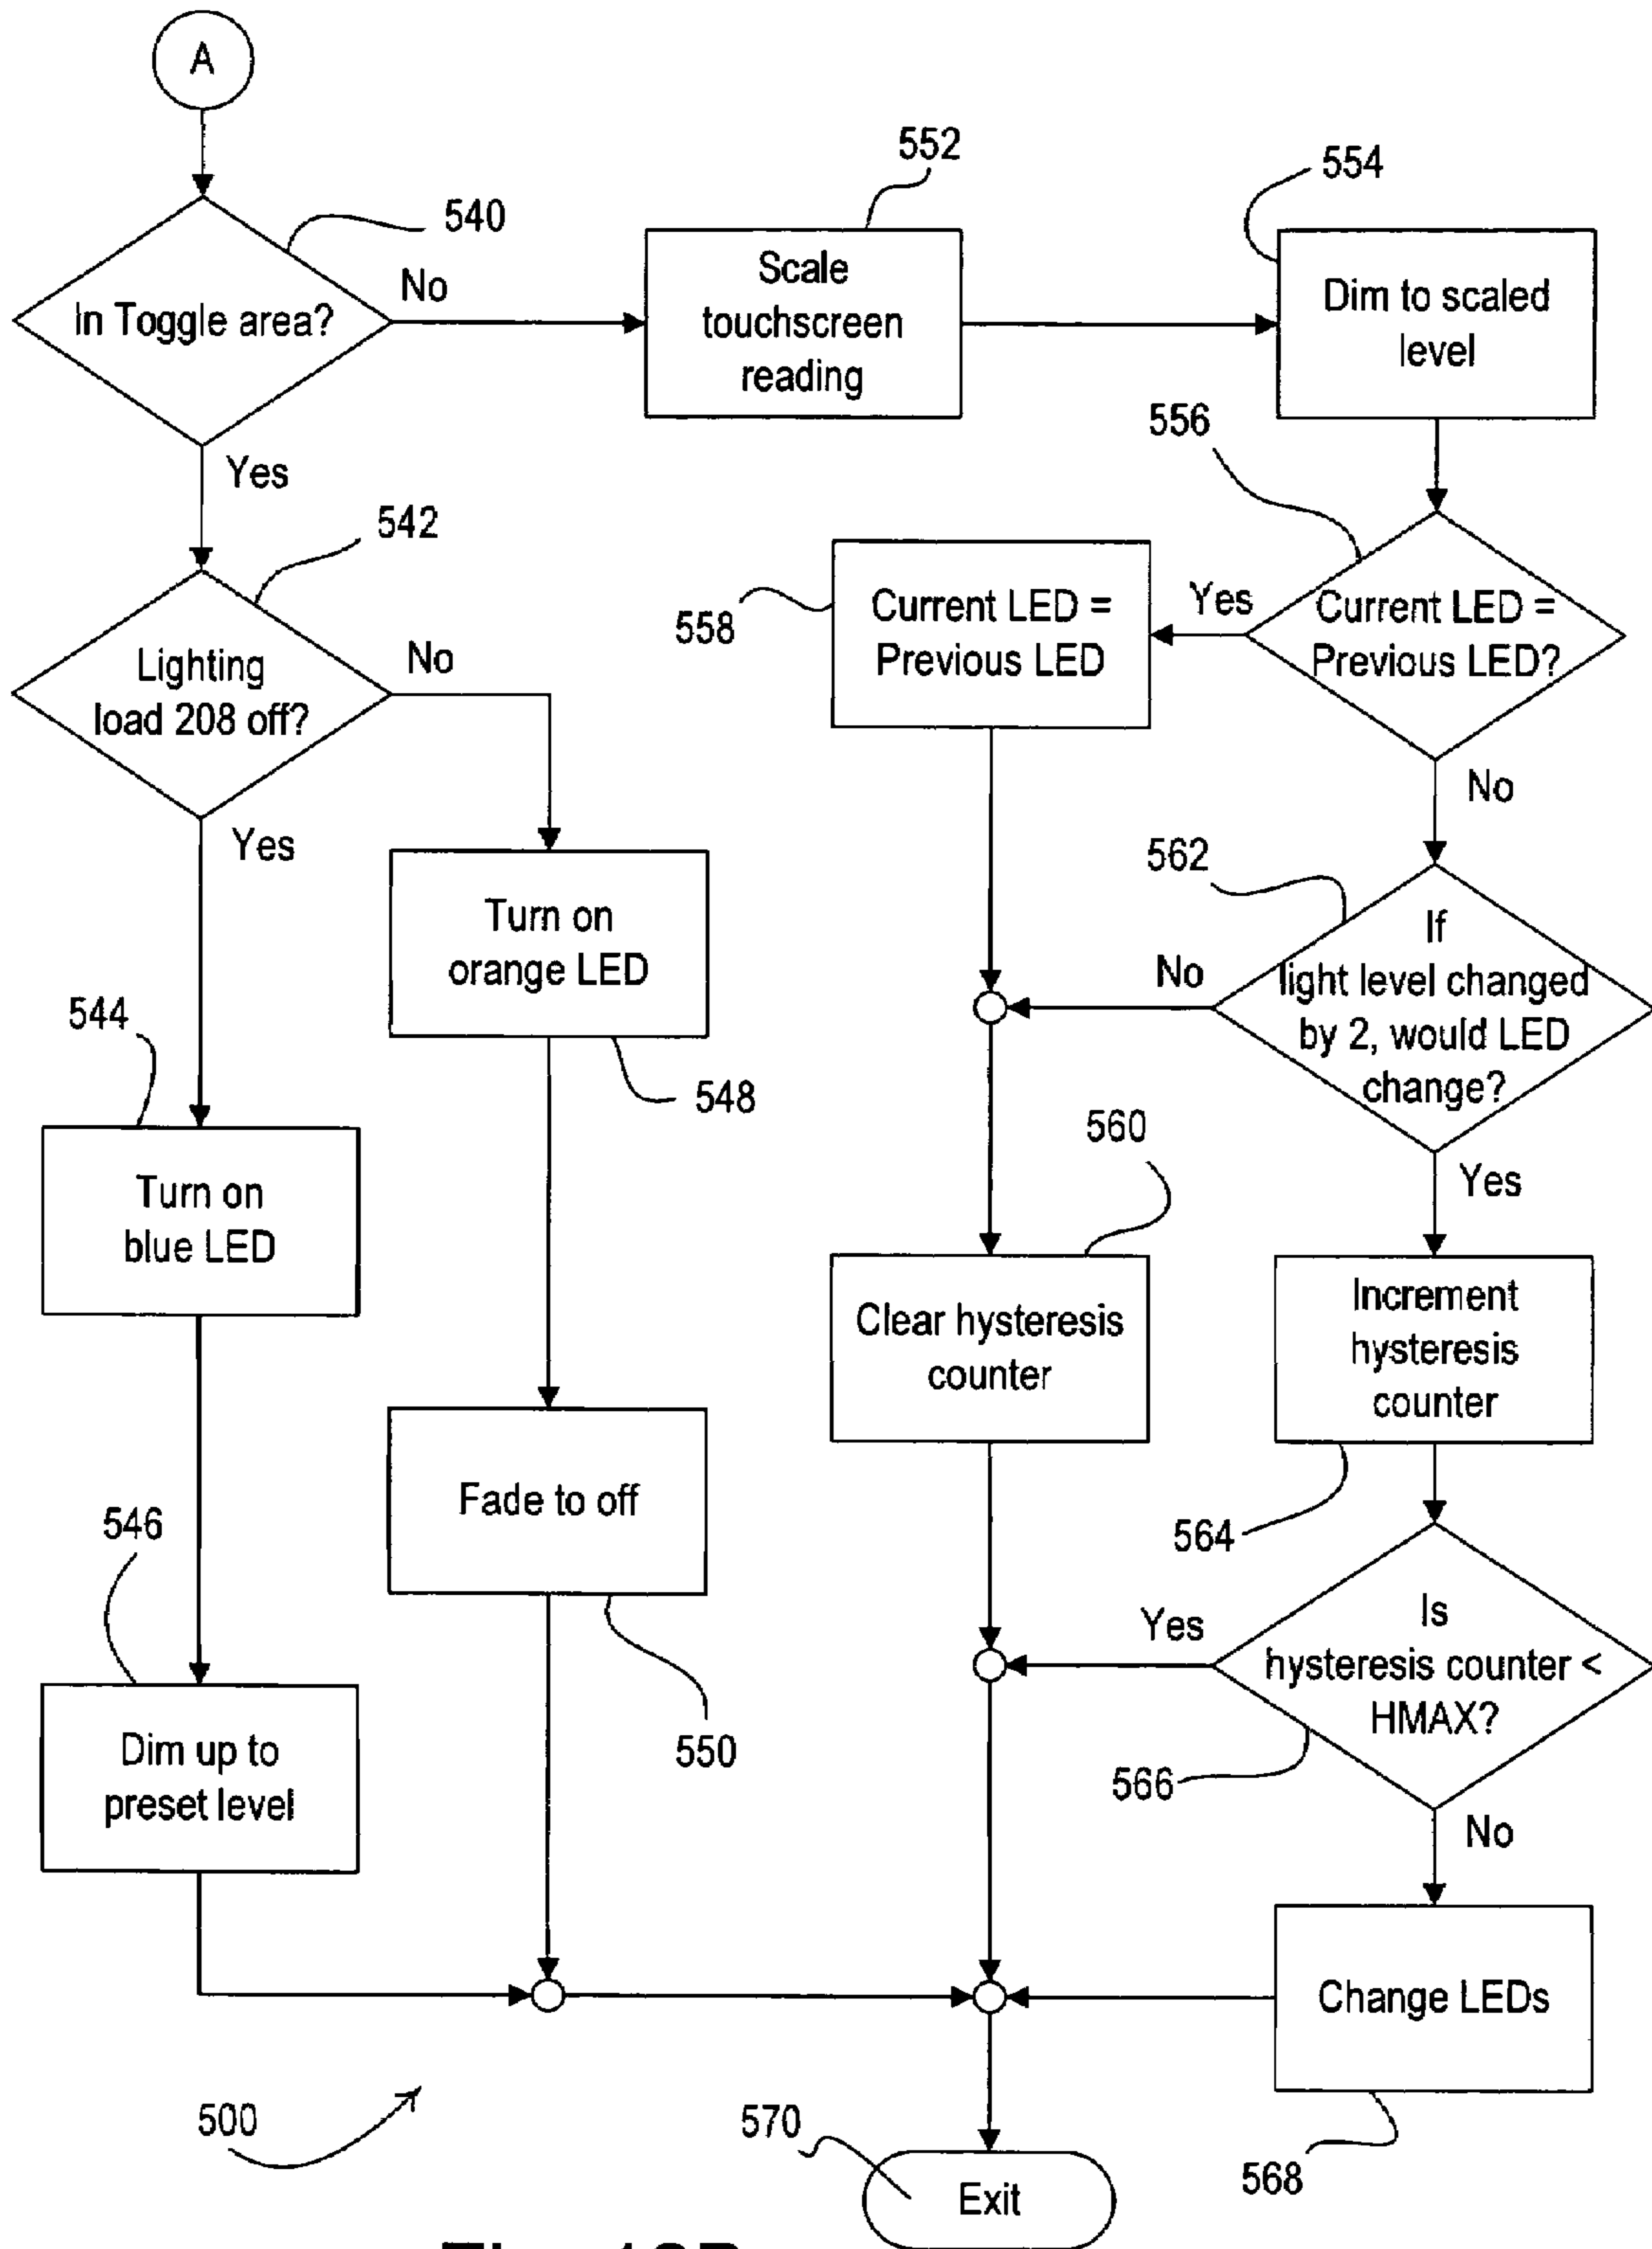 A
552
554
540
No
Scale
touchscreen
reading
Dim to scaled
level
In Toggle area?
556
Yes
542
558
Current LED =
Previous LED
Yes
Current LED =
Previous LED?
Lighting
load 208 off?
No
No
Yes
562
Turn on
orange LED
No
If
light level changed
by 2, would LED
change?
544
548
560
Yes
Turn on
blue LED
Clear hysteresis
counter
Increment
hysteresis
counter
Fade to off
546
564
Yes
Is
hysteresis counter <
HMAX?
Dim up to
preset level
550
566
No
Change LEDs
500
570
568
Exit